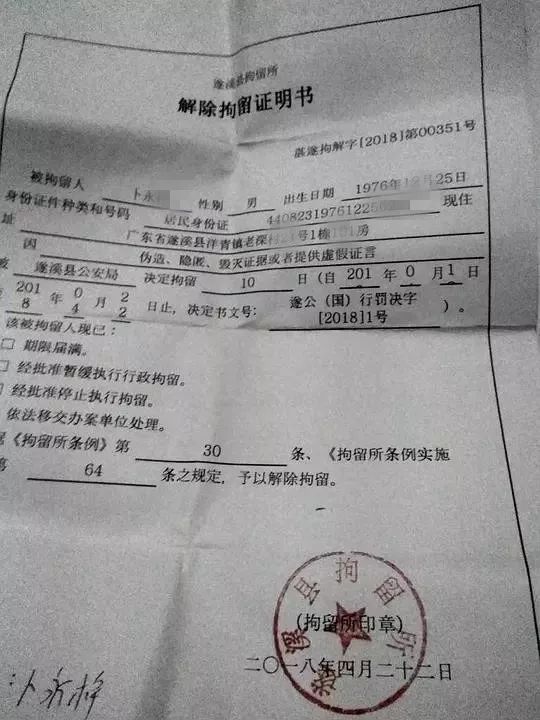 遂溪县拘留所
解除拘留证明书
湛遂拘解字[2018]第00351号
被拘留人 卜永 性别 男 出生日期 1976年12月25日
身份证件种类和号码 居民身份证 44082319761225 现住
址 广东省遂溪县洋青镇老深村 号1栋 01房
因 伪造、隐匿、毁灭证据或者提供虚假证言
被 遂溪县公安局 决定拘留 10 日(自 201 年 0 月 1 日
201 年 0 月 2 日止,决定书文号: 遂公(国)行罚决字 )。
8 4 2 [2018]1号
该被拘留人现已:
□ 期限届满。
□ 经批准暂缓执行行政拘留。
□ 经批准停止执行拘留。
依法移交办案单位处理。
据《拘留所条例》第 30 条、《拘留所条例实施
第 64 条之规定,予以解除拘留。
遂溪县拘留所
(拘留所印章)
二〇一八年四月二十二日
:卜永